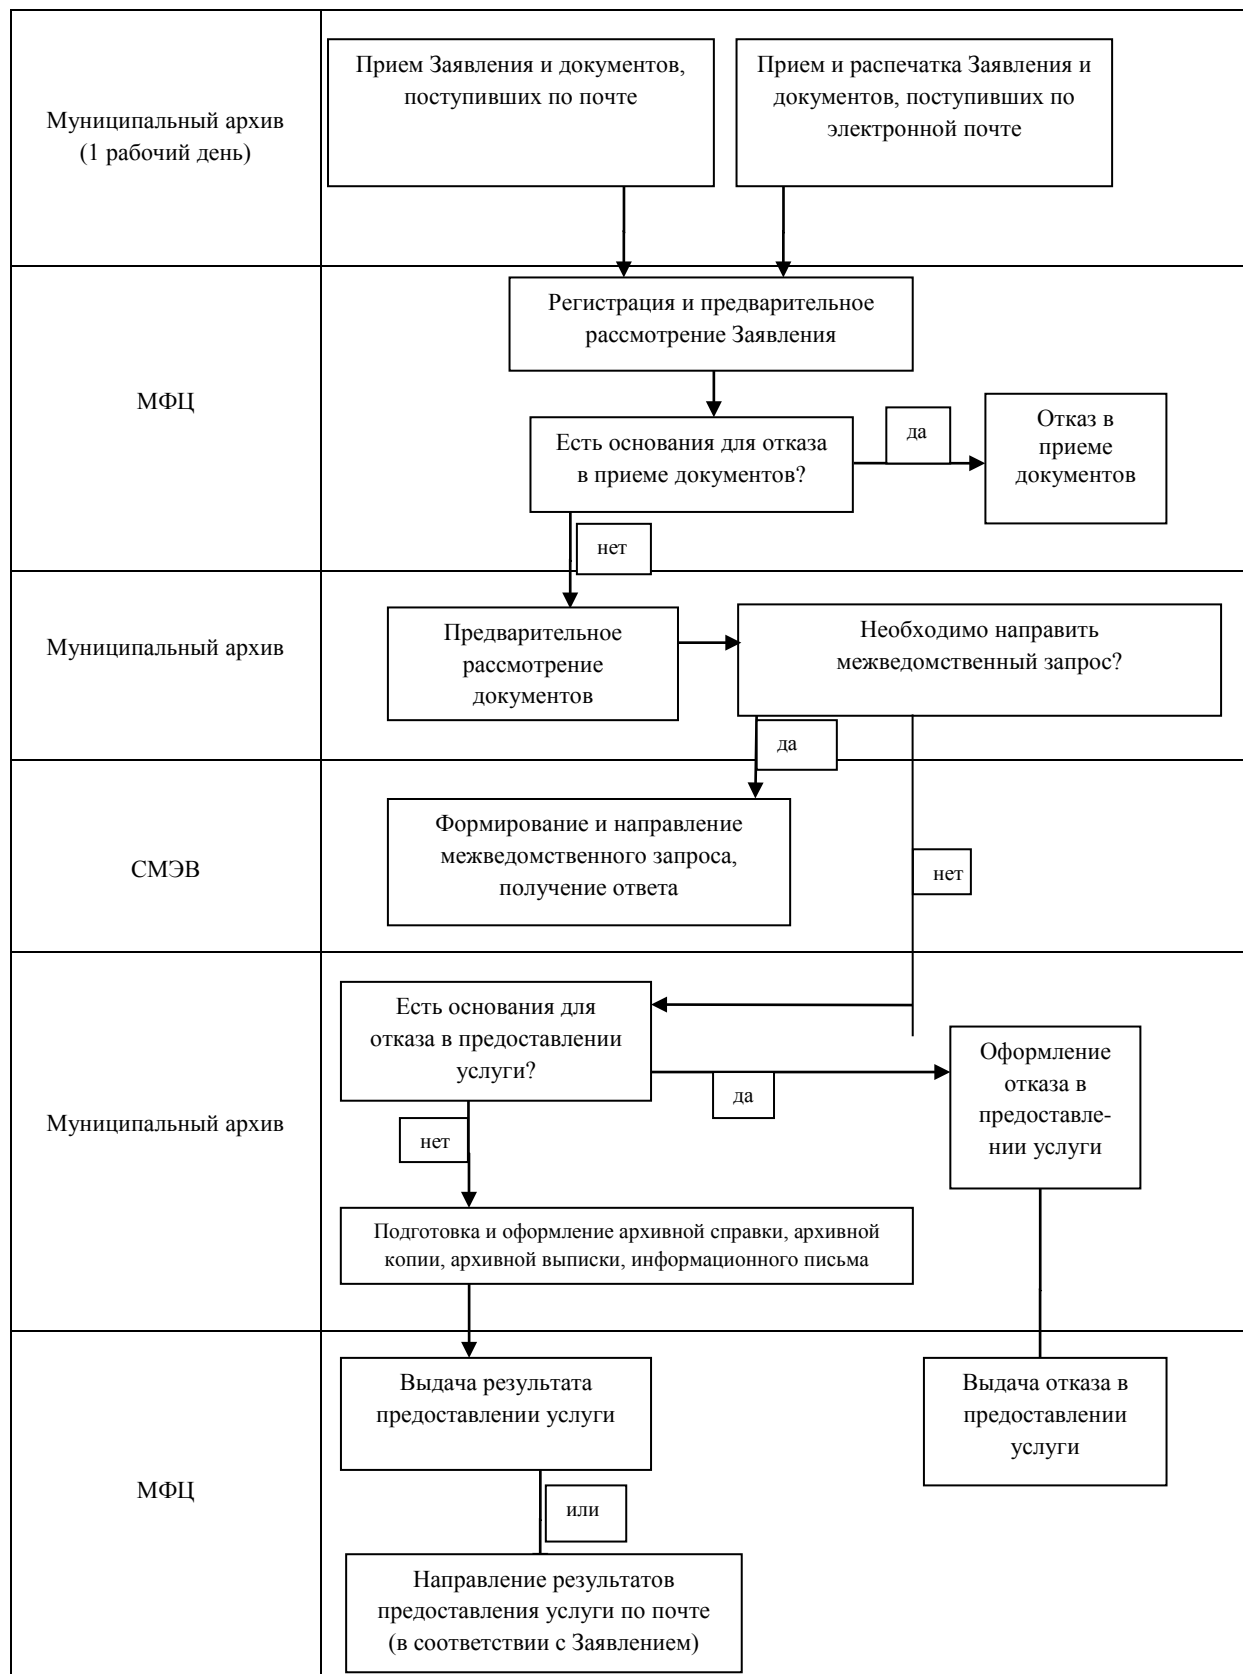 Муниципальный архив
(1 рабочий день)
Прием Заявления и документов,
поступивших по почте
Прием и распечатка Заявления и
документов, поступивших по
электронной почте
МФЦ
Регистрация и предварительное
рассмотрение Заявления
Есть основания для отказа
в приеме документов?
да
Отказ в
приеме
документов
нет
Муниципальный архив
Предварительное
рассмотрение
документов
Необходимо направить
межведомственный запрос?
да
СМЭВ
Формирование и направление
межведомственного запроса,
получение ответа
нет
Муниципальный архив
Есть основания для
отказа в предоставлении
услуги?
да
Оформление
отказа в
предоставле-
нии услуги
нет
Подготовка и оформление архивной справки, архивной
копии, архивной выписки, информационного письма
МФЦ
Выдача результата
предоставлении услуги
Выдача отказа в
предоставлении
услуги
или
Направление результатов
предоставления услуги по почте
(в соответствии с Заявлением)